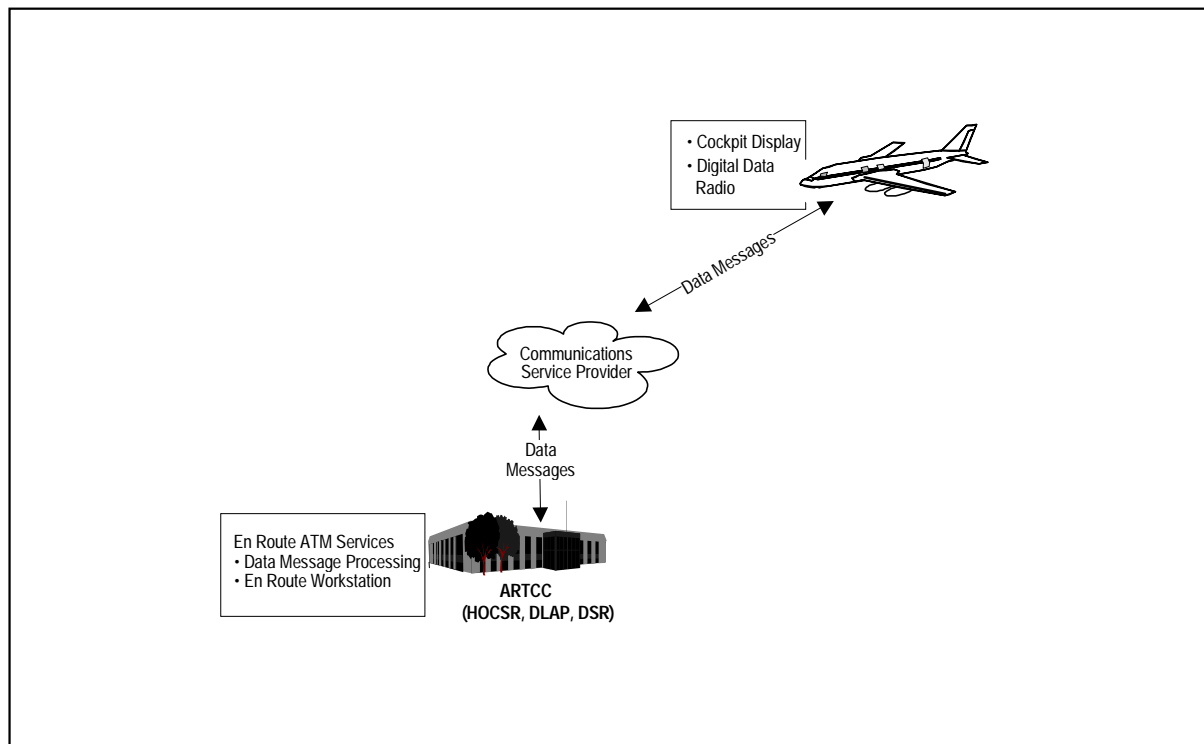 • Cockpit Display
• Digital Data
Radio
Data Messages
Communications
Service Provider
Data
Messages
En Route ATM Services
• Data Message Processing
• En Route Workstation
ARTCC
(HOCSR, DLAP, DSR)